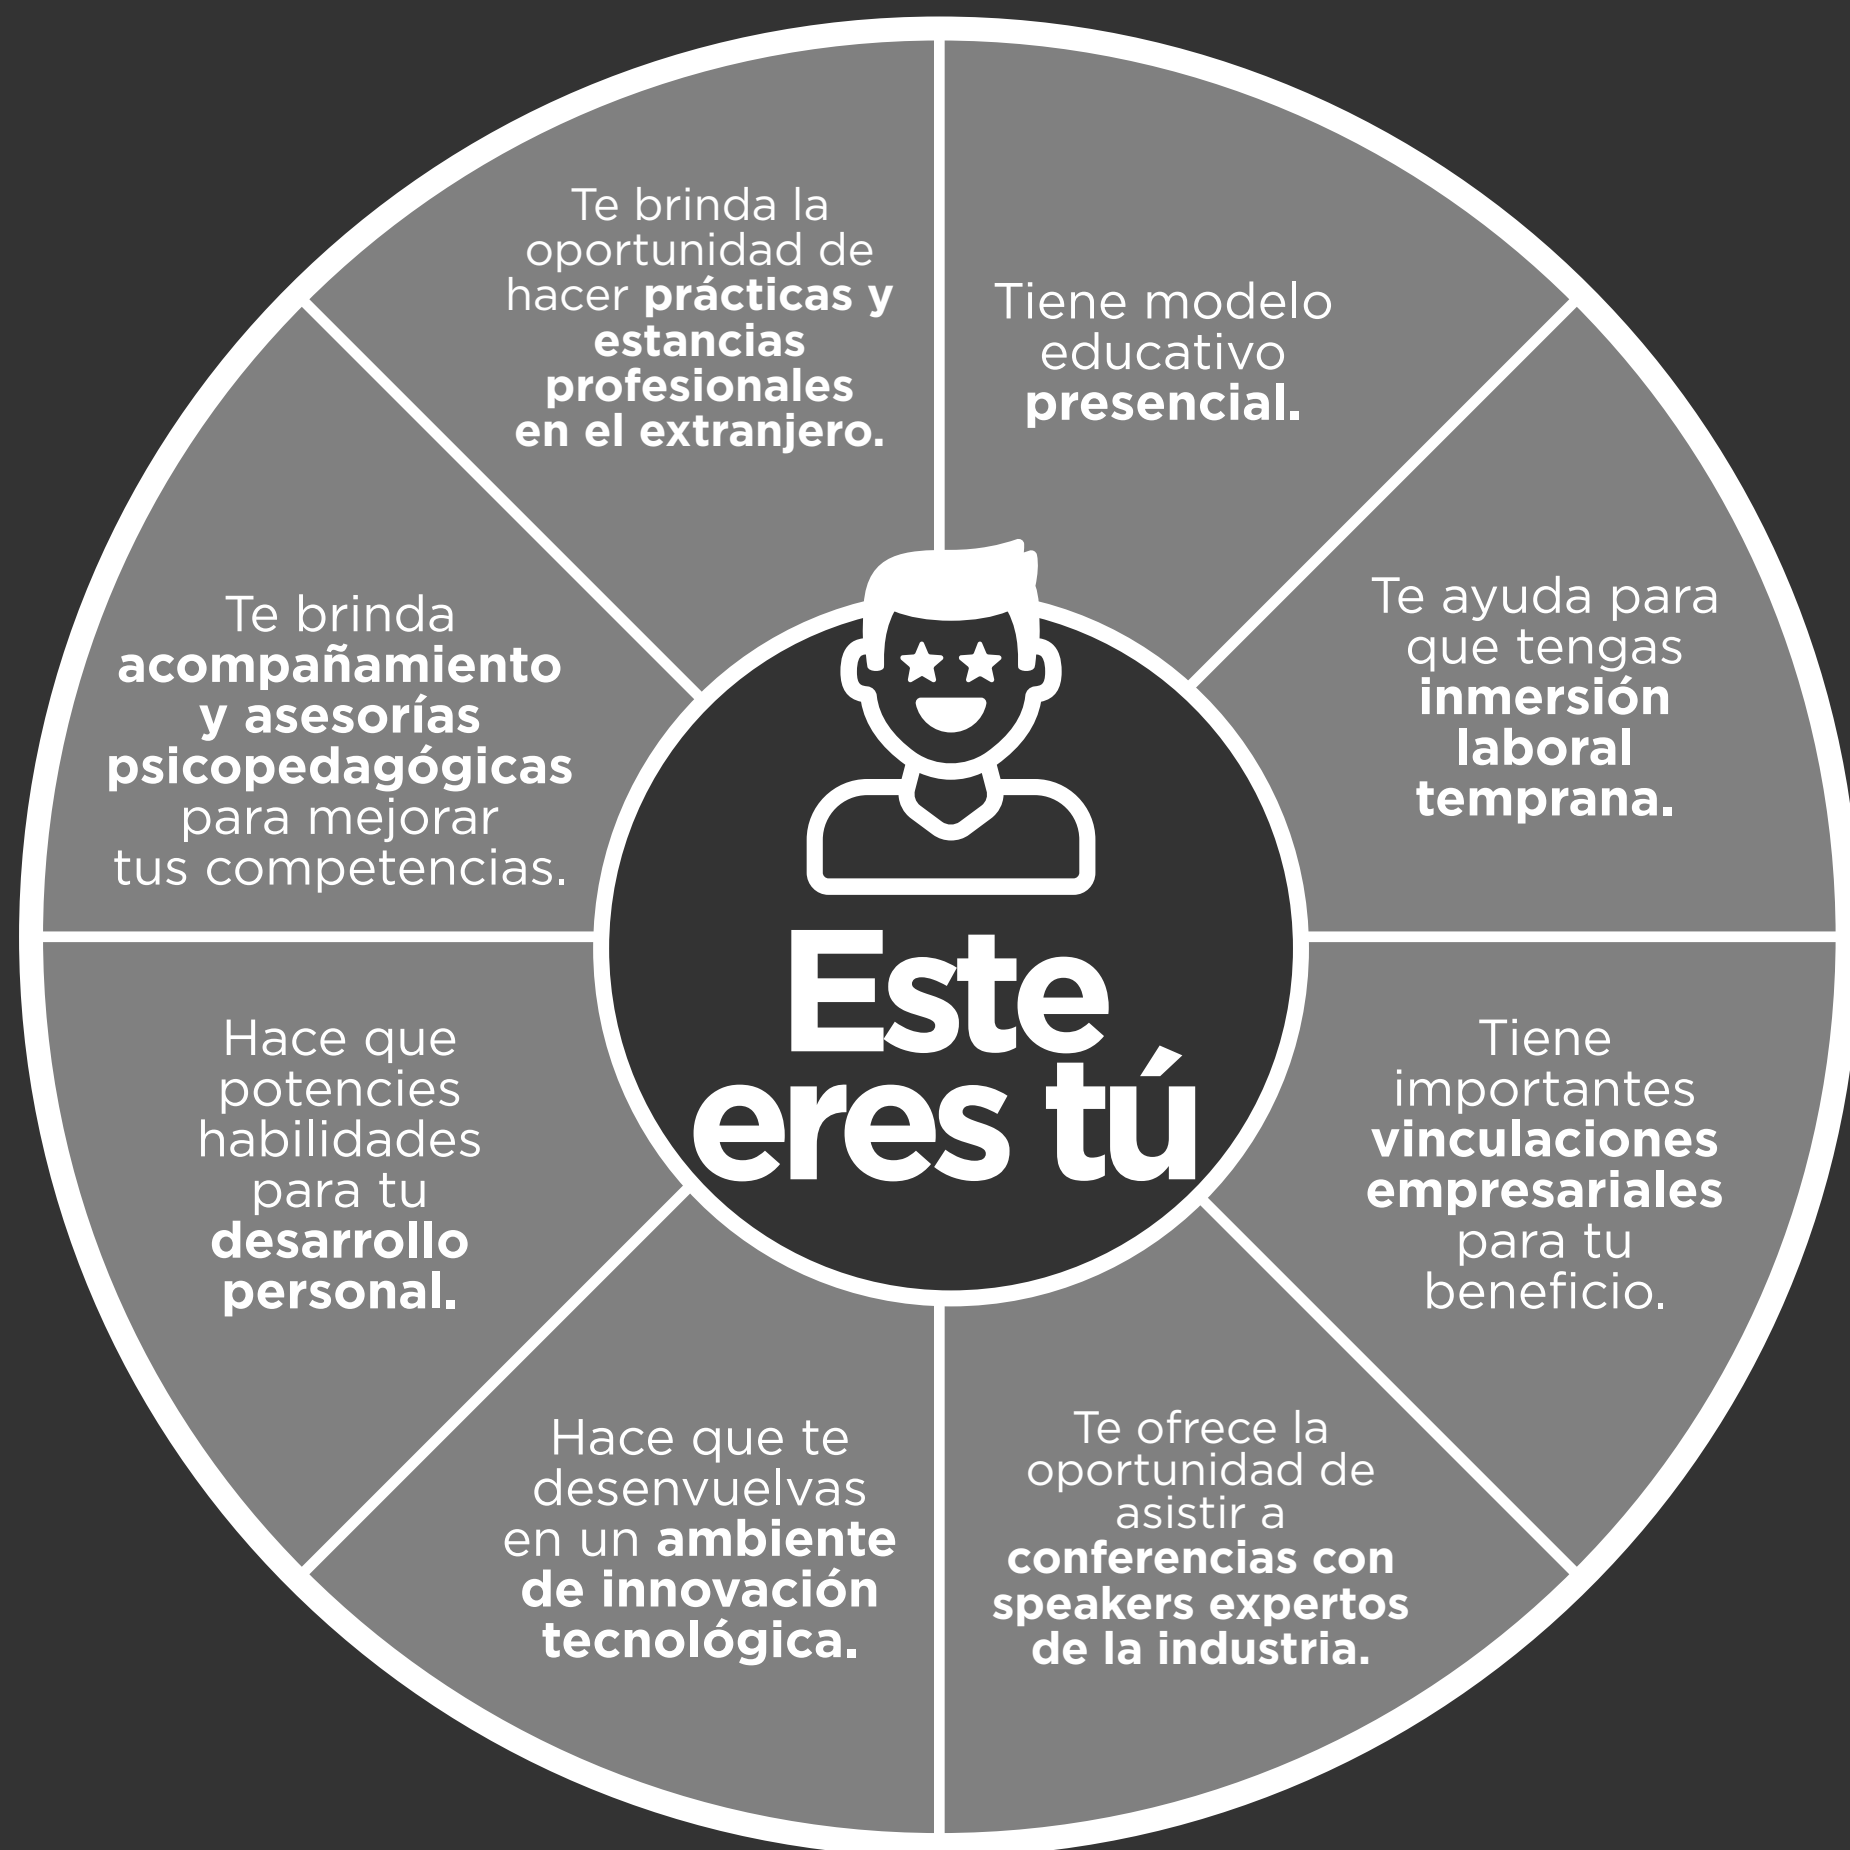 Te brinda la
oportunidad de
hacer prácticas y
estancias
profesionales
en el extranjero.
Tiene modelo
educativo
presencial.
Te ayuda para
que tengas
inmersión
laboral
temprana.
Tiene
importantes
vinculaciones
empresariales
para tu
beneficio.
Te ofrece la
oportunidad de
asistir a
conferencias con
speakers expertos
de la industria.
Hace que te
desenvuelvas
en un ambiente
de innovación
tecnológica.
Hace que
potencies
habilidades
para tu
desarrollo
personal.
Te brinda
acompañamiento
y asesorías
psicopedagógicas
para mejorar
tus competencias.
Este
eres tú